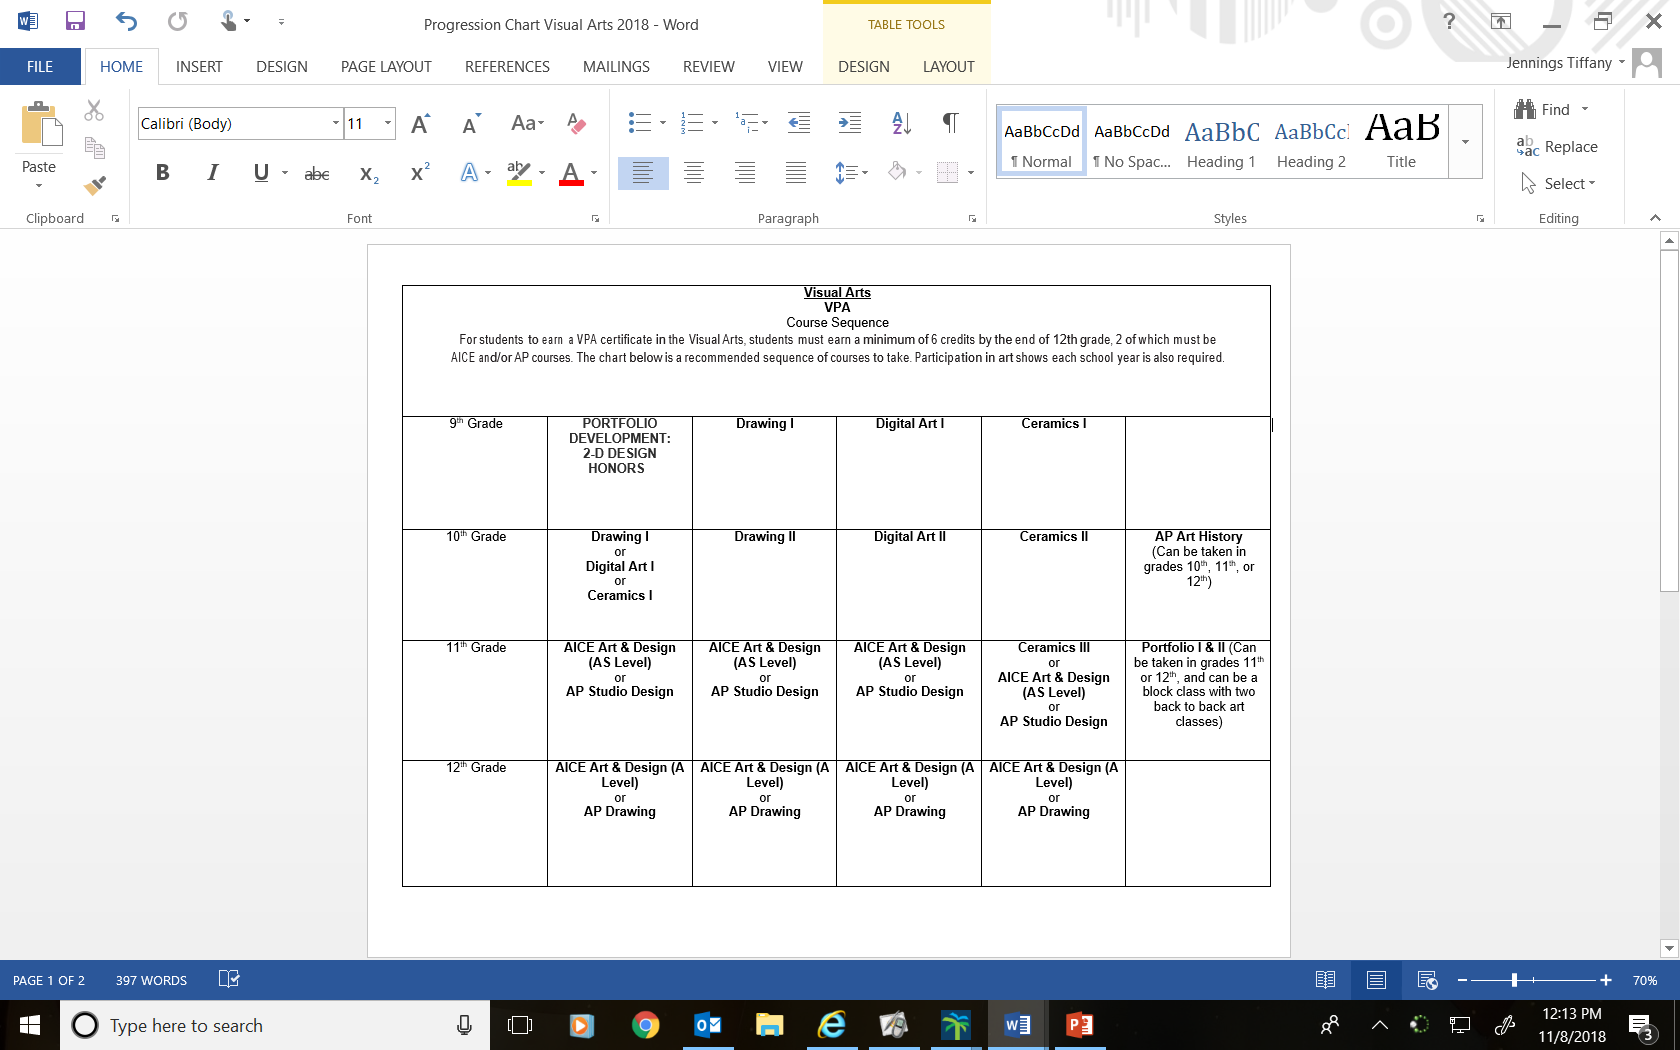 Progression Chart Visual Arts 2018 - Word
TABLE TOOLS
?
FILE
HOME
INSERT
DESIGN
PAGE LAYOUT
REFERENCES
MAILINGS
REVIEW
VIEW
DESIGN
LAYOUT
Jennings Tiffany
Paste
Clipboard
Calibri (Body)
11
Font
Paragraph
AaBbCcDd
¶ Normal
AaBbCcDd
¶ No Spac...
AaBbC
Heading 1
AaBbCcl
Heading 2
AaB
Title
Styles
Find
Replace
Select
Editing
Visual Arts
VPA
Course Sequence
For students to earn a VPA certificate in the Visual Arts, students must earn a minimum of 6 credits by the end of 12th grade, 2 of which must be
AICE and/or AP courses. The chart below is a recommended sequence of courses to take. Participation in art shows each school year is also required.
9th Grade
PORTFOLIO
DEVELOPMENT:
2-D DESIGN
HONORS
Drawing I
Digital Art I
Ceramics I
10th Grade
Drawing I
or
Digital Art I
or
Ceramics I
Drawing II
Digital Art II
Ceramics II
AP Art History
(Can be taken in
grades 10th, 11th, or
12th)
11th Grade
AICE Art & Design
(AS Level)
or
AP Studio Design
AICE Art & Design
(AS Level)
or
AP Studio Design
AICE Art & Design
(AS Level)
or
AP Studio Design
Ceramics III
or
AICE Art & Design
(AS Level)
or
AP Studio Design
Portfolio I & II (Can
be taken in grades 11th
or 12th, and can be a
block class with two
back to back art
classes)
12th Grade
AICE Art & Design (A
Level)
or
AP Drawing
AICE Art & Design (A
Level)
or
AP Drawing
AICE Art & Design (A
Level)
or
AP Drawing
AICE Art & Design (A
Level)
or
AP Drawing
PAGE 1 OF 2
397 WORDS
70%
Type here to search
12:13 PM
11/8/2018
3